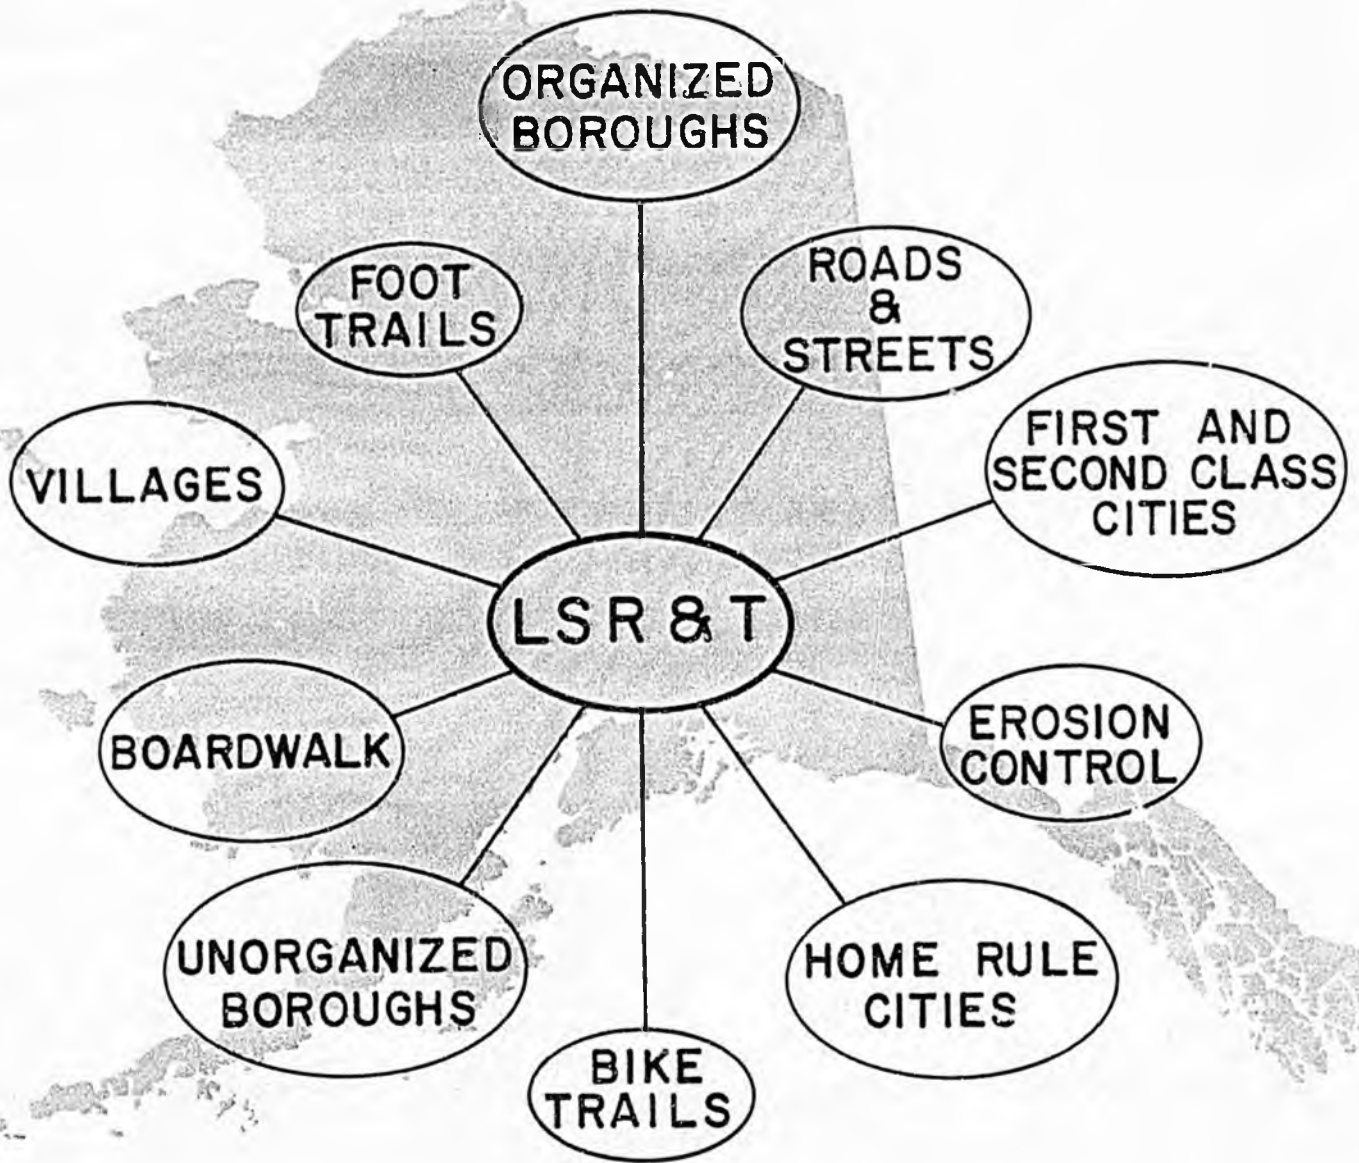 ORGANIZED
BOROUGHS
FOOT
TRAILS
ROADS
&
STREETS
FIRST AND
SECOND CLASS
CITIES
VILLAGES
LSR & T
BOARDWALK
EROSION
CONTROL
UNORGANIZED
BOROUGHS
HOME RULE
CITIES
BIKE
TRAILS